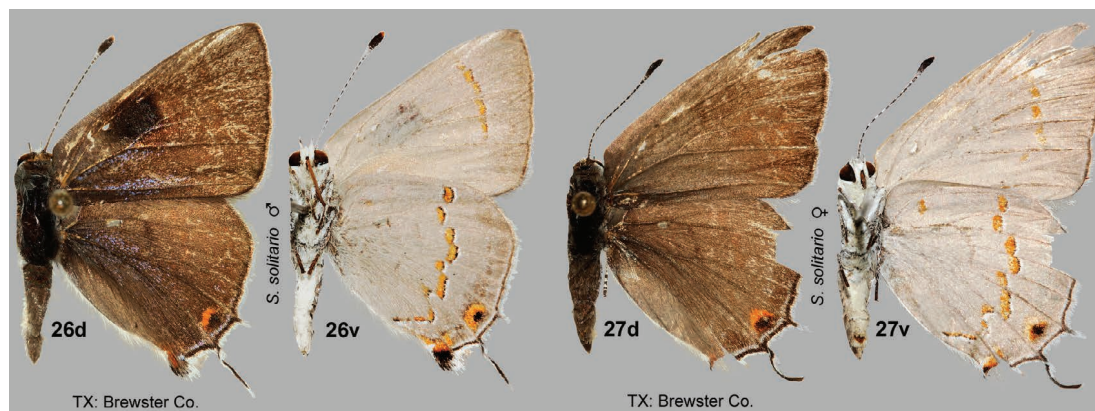 26d
S. solitario ♂
26v
TX: Brewster Co.
27d
S. solitario ♀
27v
TX: Brewster Co.